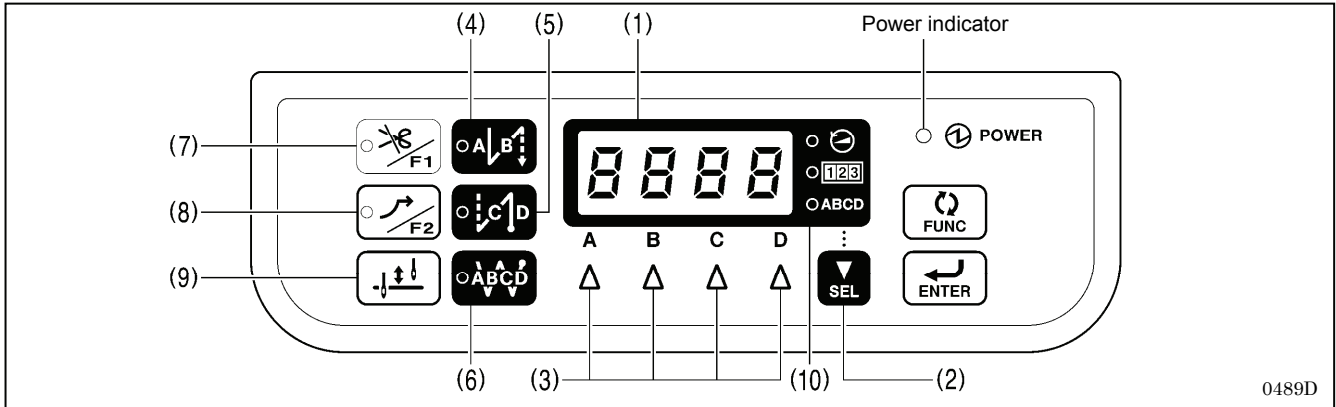 (4) (5) (1) Power indicator
(7) F1 A B 8888 POWER
123
(8) F2 C D ABCD FUNC
A B C D
(9) ABCD SEL ENTER
(6) (3) (10) (2)
0489D